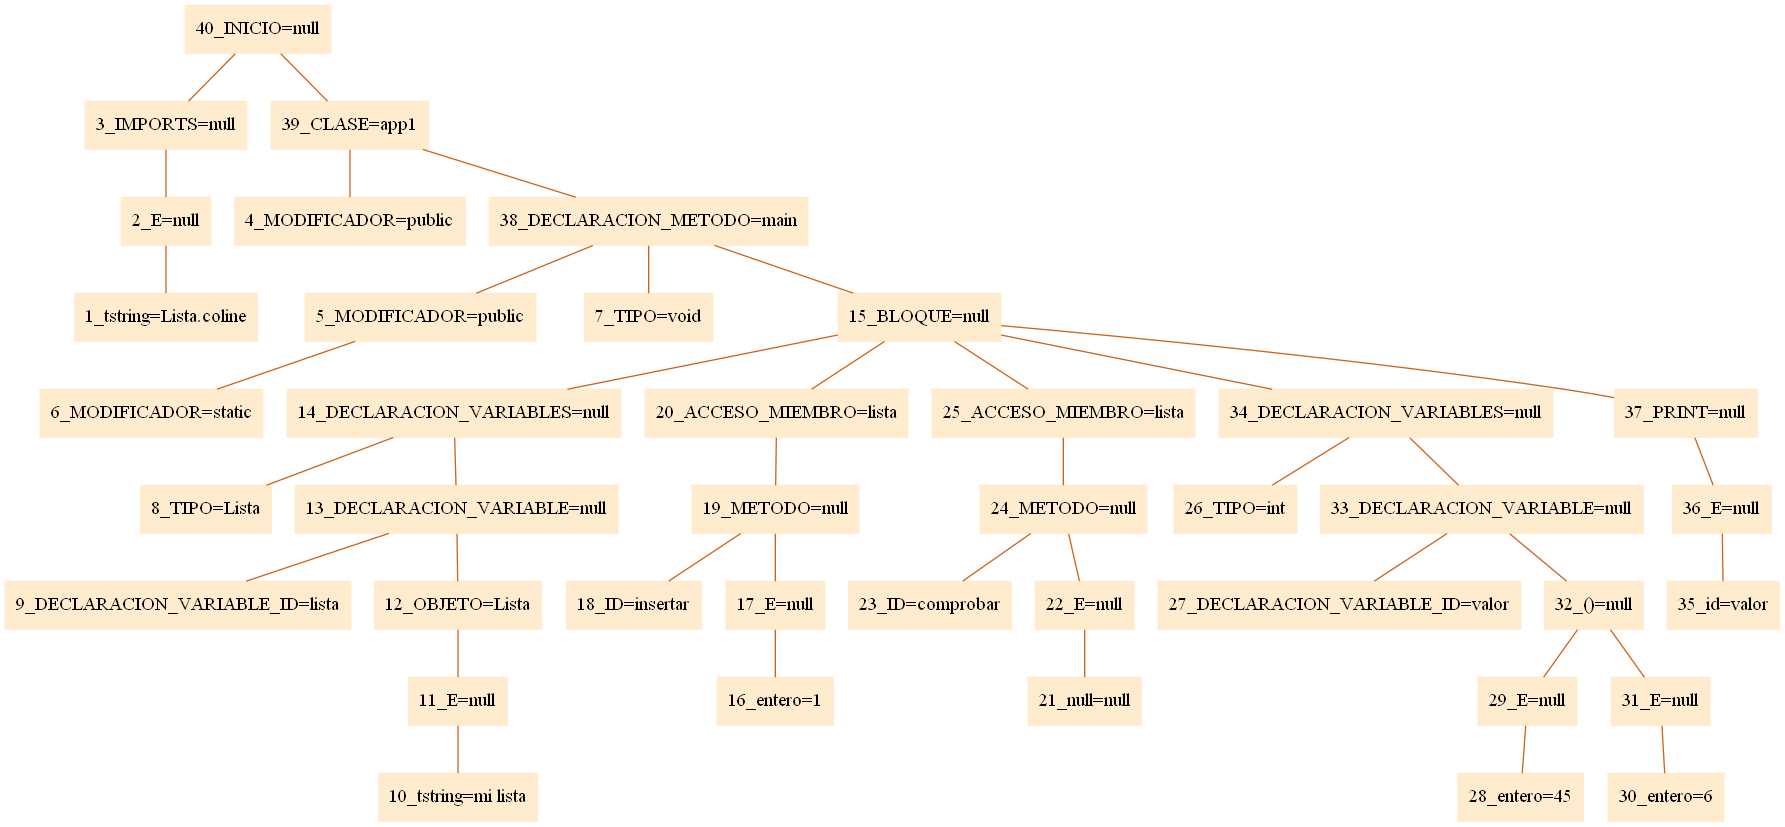 40_INICIO=null
3_IMPORTS=null
39_CLASE=app1
2_E=null
4_MODIFICADOR=public
38_DECLARACION_METODO=main
1_tstring=Lista.coline
5_MODIFICADOR=public
7_TIPO=void
15_BLOQUE=null
6_MODIFICADOR=static
14_DECLARACION_VARIABLES=null
20_ACCESO_MIEMBRO=lista
25_ACCESO_MIEMBRO=lista
34_DECLARACION_VARIABLES=null
37_PRINT=null
8_TIPO=Lista
13_DECLARACION_VARIABLE=null
19_METODO=null
24_METODO=null
26_TIPO=int
33_DECLARACION_VARIABLE=null
36_E=null
9_DECLARACION_VARIABLE_ID=lista
12_OBJETO=Lista
18_ID=insertar
17_E=null
23_ID=comprobar
22_E=null
27_DECLARACION_VARIABLE_ID=valor
32_()=null
35_id=valor
11_E=null
16_entero=1
21_null=null
29_E=null
31_E=null
10_tstring=mi lista
28_entero=45
30_entero=6